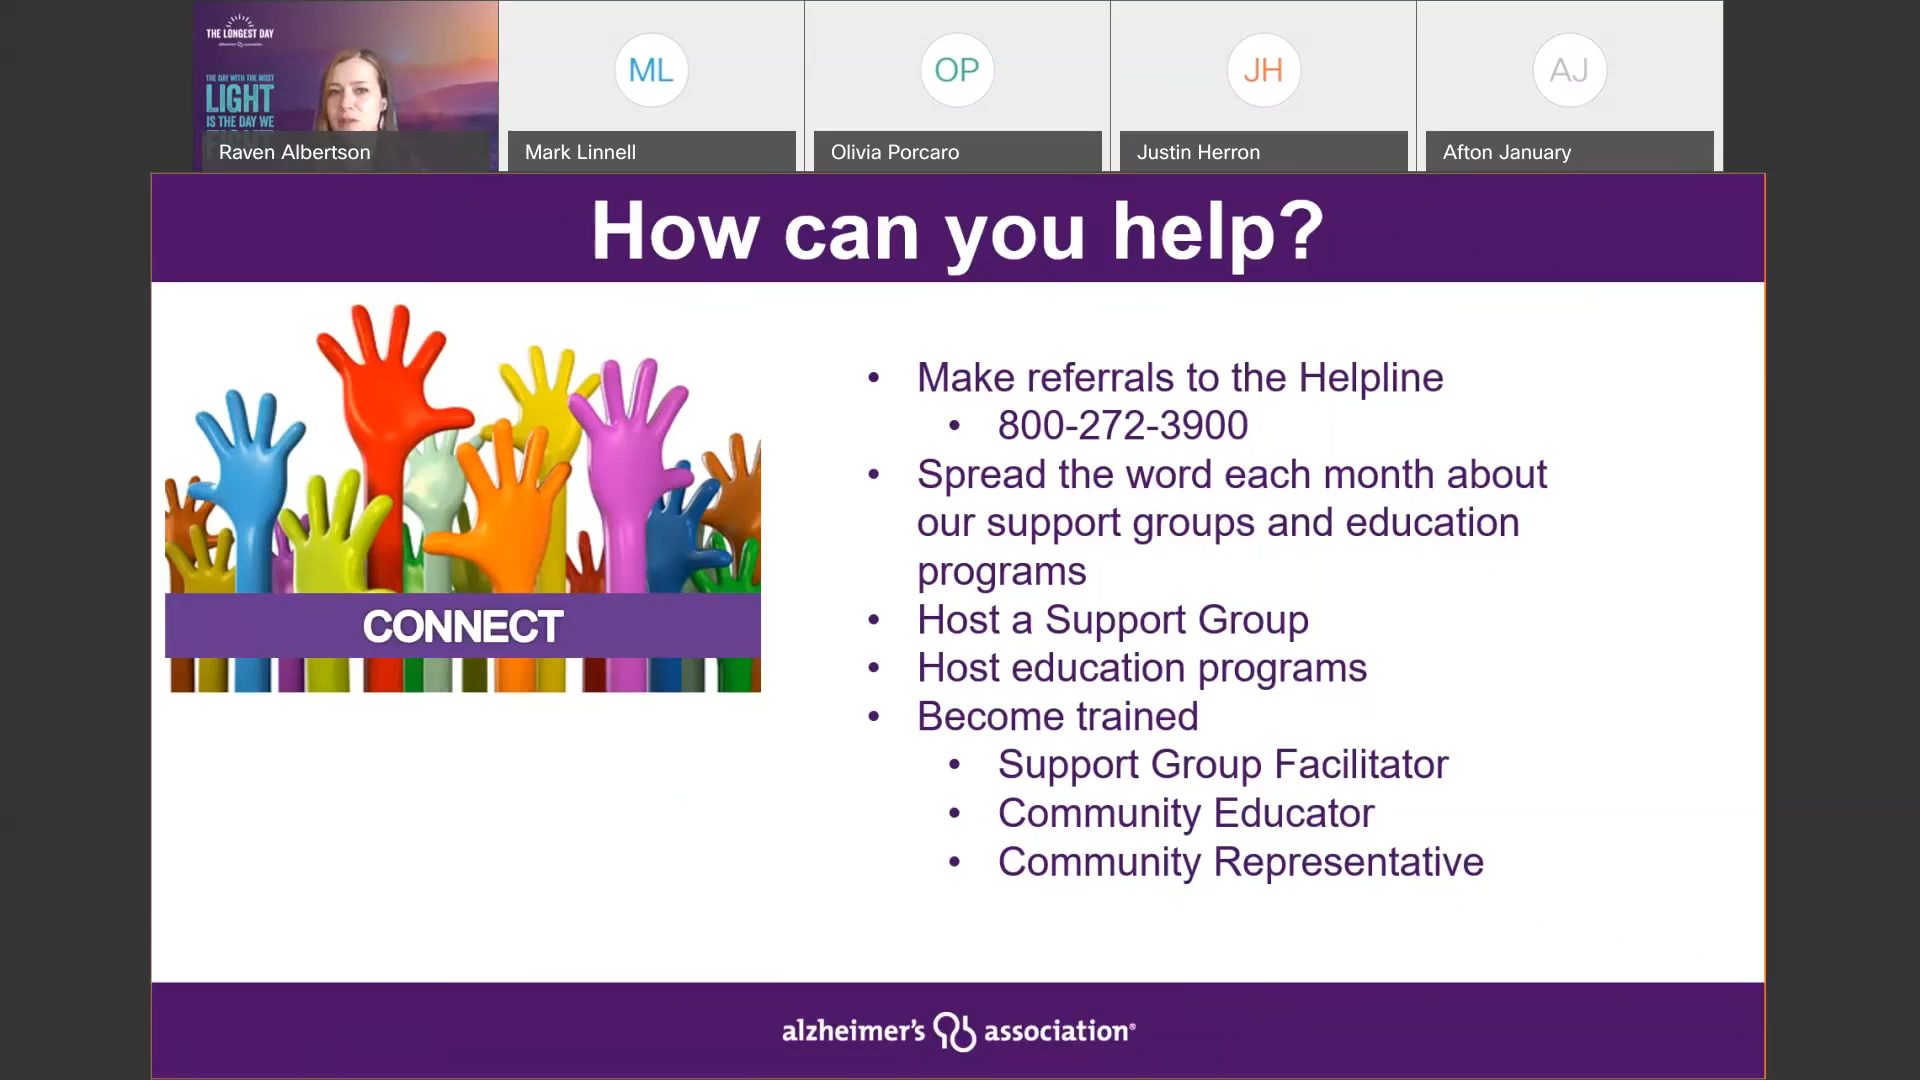 THE LONGEST DAY
alzheimer's association
THE DAY WITH THE MOST
LIGHT
IS THE DAY WE
Raven Albertson
ML
Mark Linnell
OP
Olivia Porcaro
JH
Justin Herron
AJ
Afton January
How can you help?
CONNECT
• Make referrals to the Helpline
• 800-272-3900
• Spread the word each month about
our support groups and education
programs
• Host a Support Group
• Host education programs
• Become trained
• Support Group Facilitator
• Community Educator
• Community Representative
alzheimer's association®